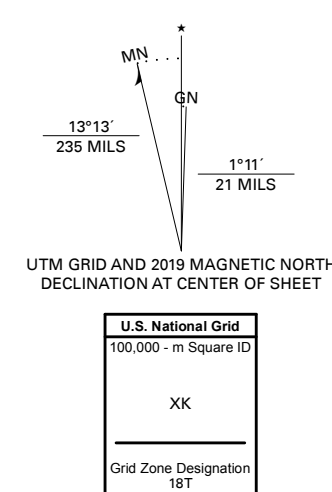 ★
MN
GN
13°13´
235 MILS
1°11´
21 MILS
UTM GRID AND 2019 MAGNETIC NORTH
DECLINATION AT CENTER OF SHEET
U.S. National Grid
100,000 - m Square ID
XK
Grid Zone Designation
18T